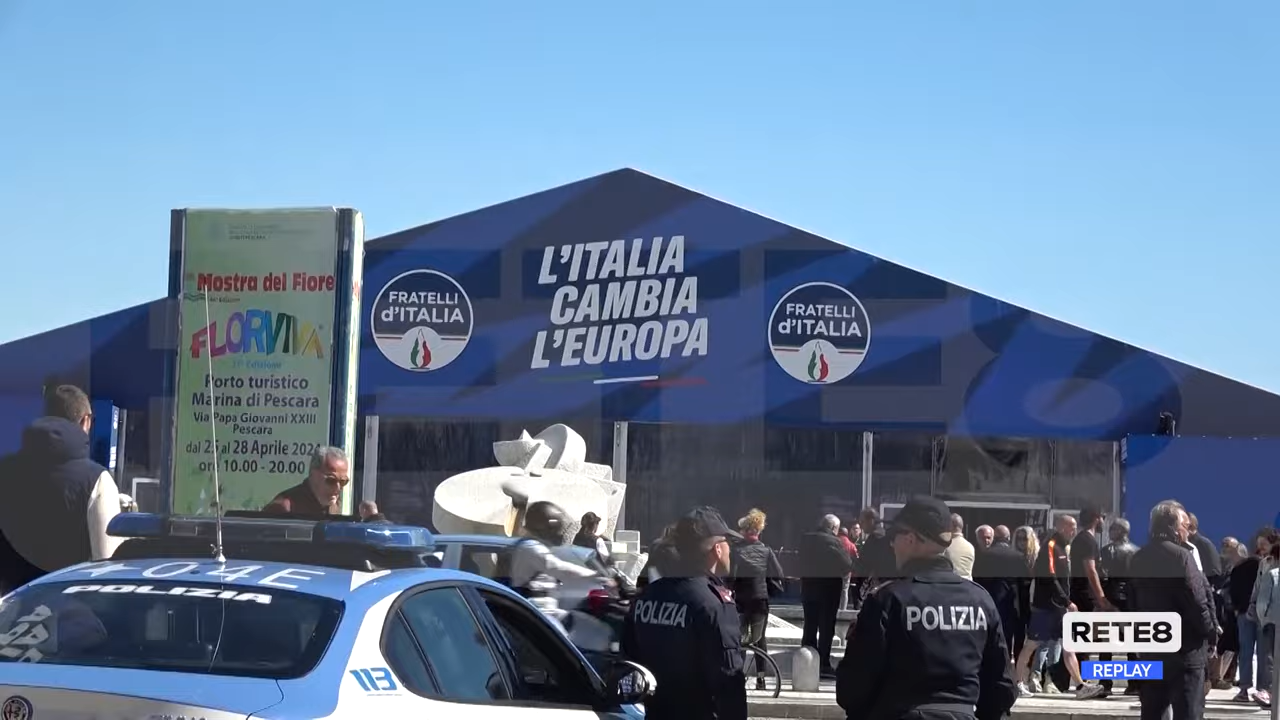 L'ITALIA
CAMBIA
L'EUROPA
FRATELLI
d'ITALIA
FRATELLI
d'ITALIA
Mostra del Fiore
FLORVIVA
Edizione
Porto turistico
Marina di Pescara
Via Papa Giovanni XXIII
Pescara
dal 25 al 28 Aprile 2024
ore 10.00 - 20.00
04E
POLIZIA
113
POLIZIA
POLIZIA
RETE8
REPLAY